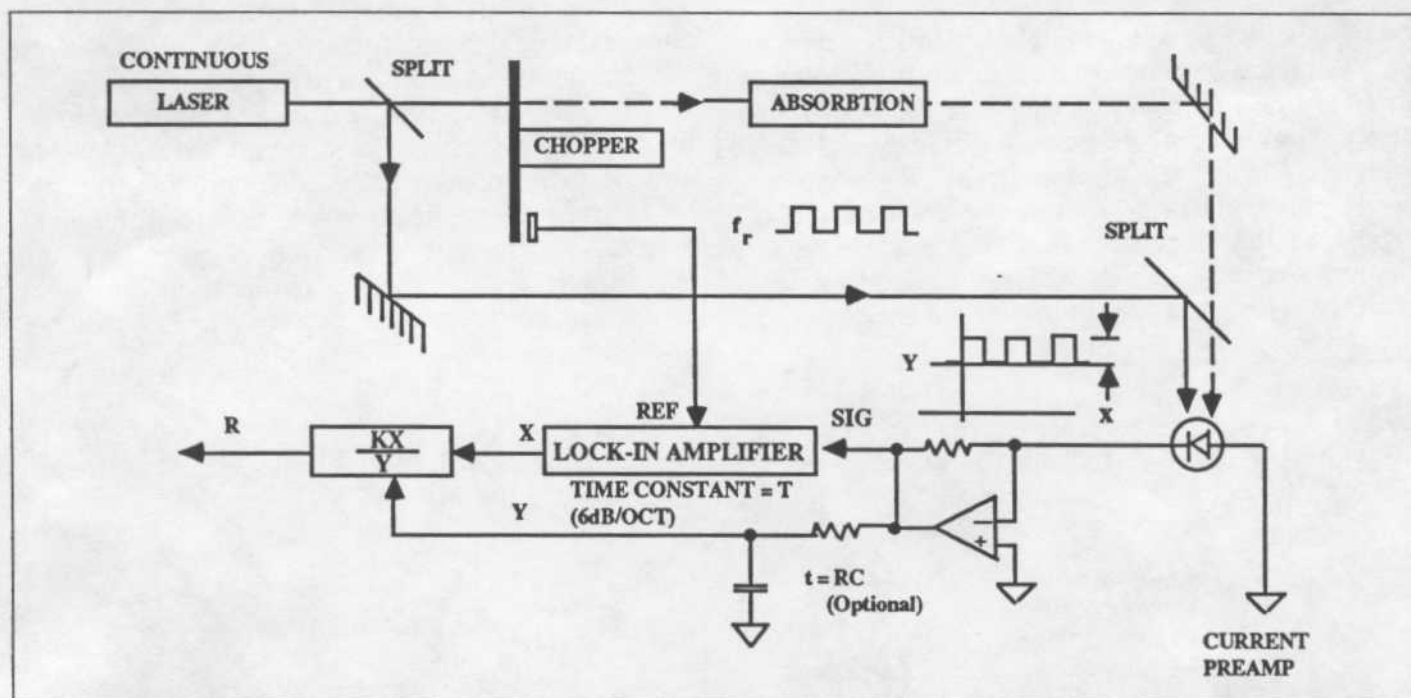 CONTINUOUS
LASER
SPLIT
CHOPPER
ABSORBTION
f r
SPLIT
Y
X
REF
SIG
R
KX
Y
X
LOCK-IN AMPLIFIER
TIME CONSTANT = T
(6dB/OCT)
Y
t = RC
(Optional)
CURRENT
PREAMP